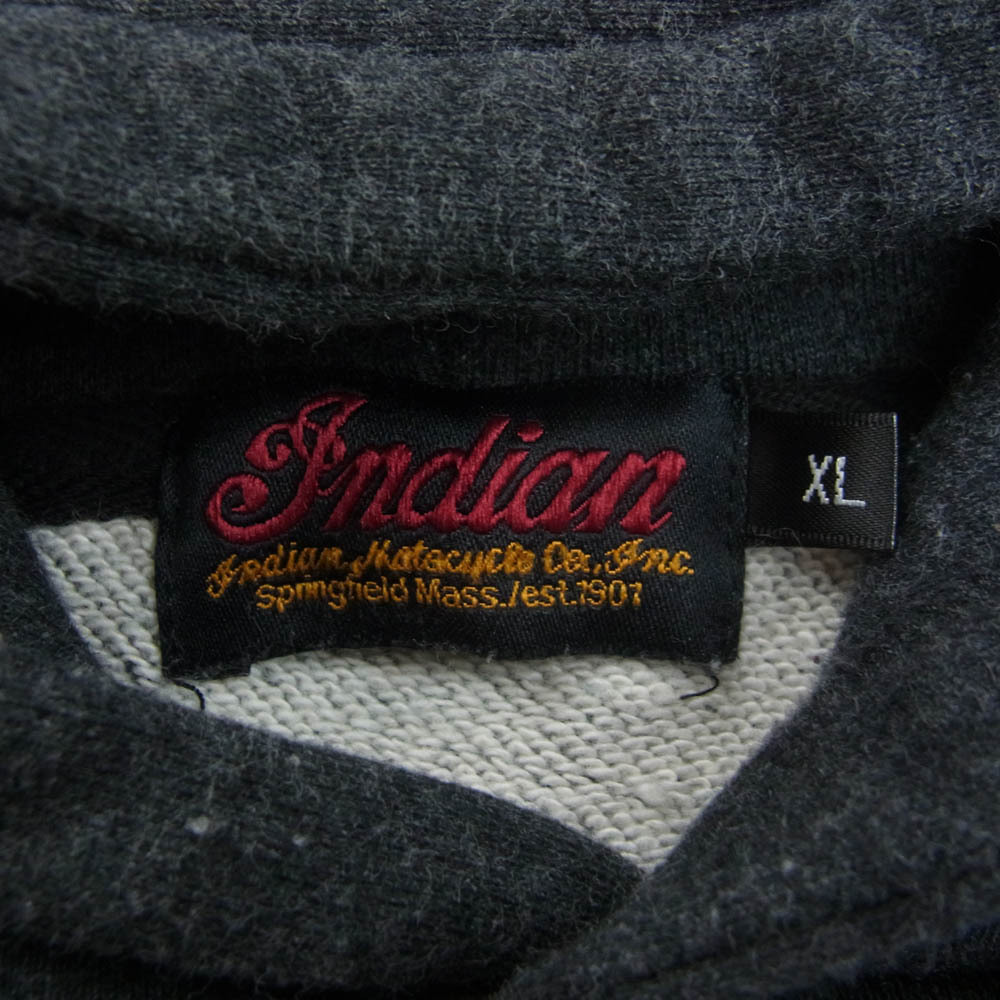 Indian
Indian Motocycle Co., Inc.
Springfield Mass./est.1901
XL